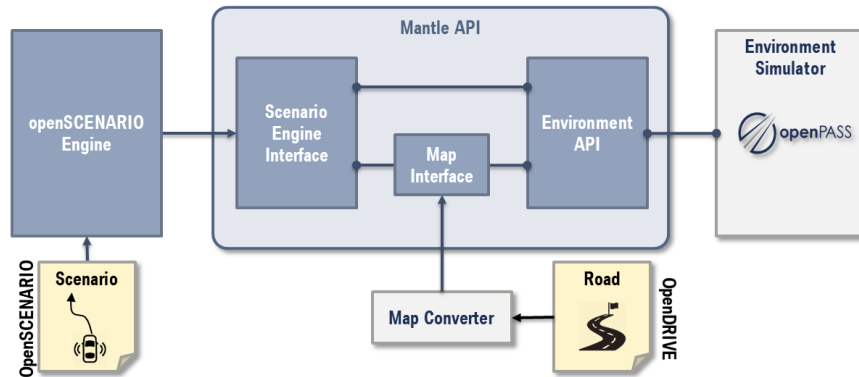 Mantle API
openSCENARIO
Engine
Scenario
Engine
Interface
Map
Interface
Environment
API
Environment
Simulator
openPASS
OpenSCENARIO
Scenario
Map Converter
Road
OpenDRIVE